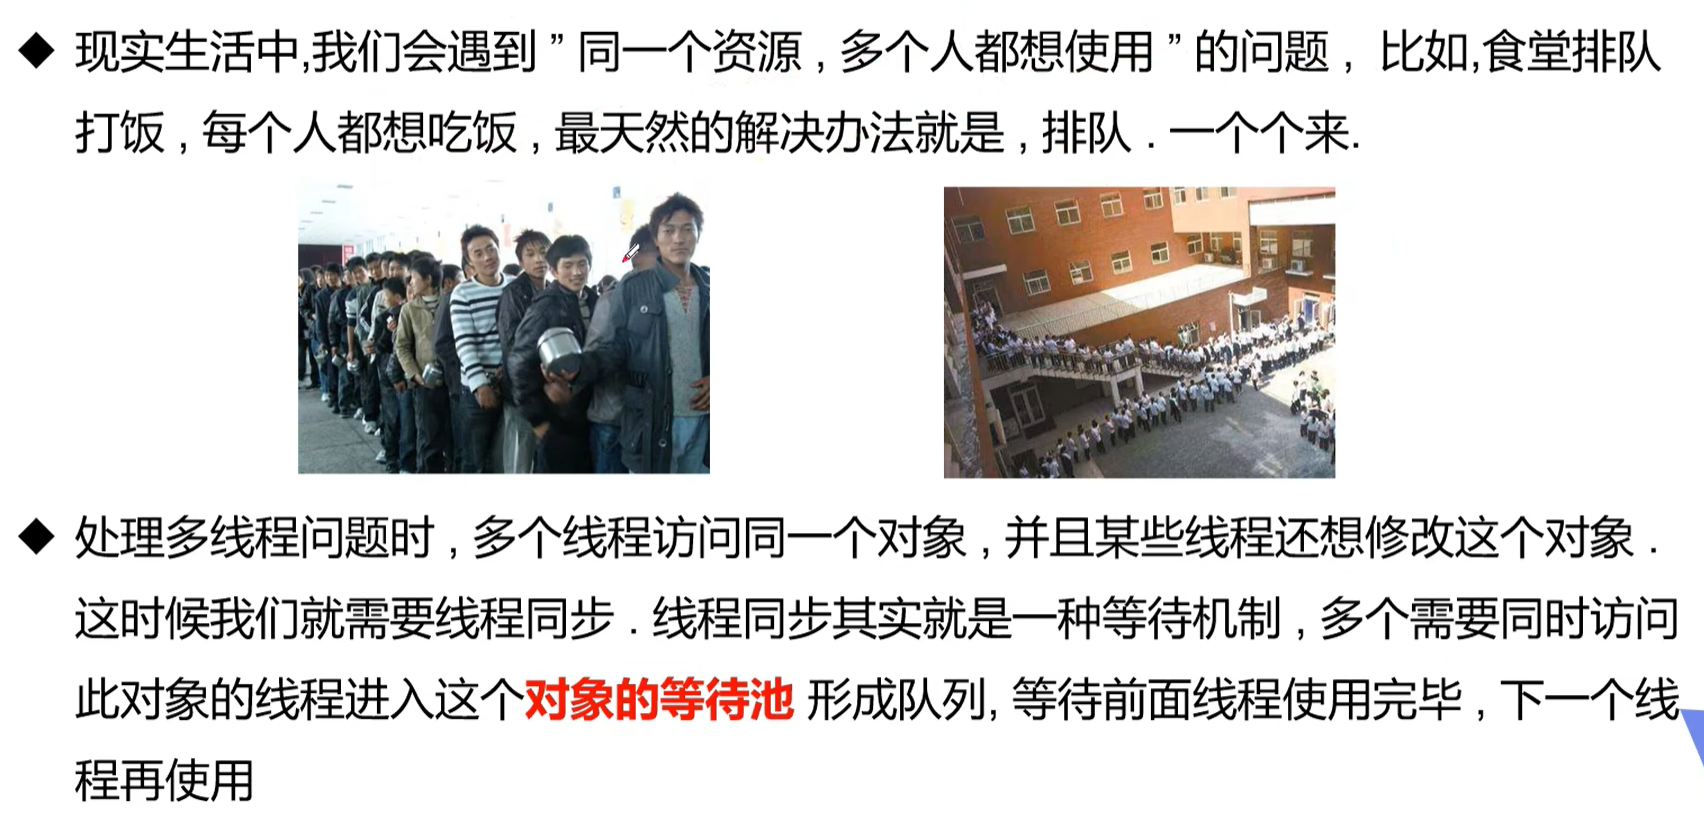 ◆ 现实生活中,我们会遇到 ” 同一个资源 , 多个人都想使用 ” 的问题 , 比如,食堂排队
打饭 , 每个人都想吃饭 , 最天然的解决办法就是 , 排队 . 一个个来.
◆ 处理多线程问题时 , 多个线程访问同一个对象 , 并且某些线程还想修改这个对象 .
这时候我们就需要线程同步 . 线程同步其实就是一种等待机制 , 多个需要同时访问
此对象的线程进入这个对象的等待池 形成队列, 等待前面线程使用完毕 , 下一个线
程再使用